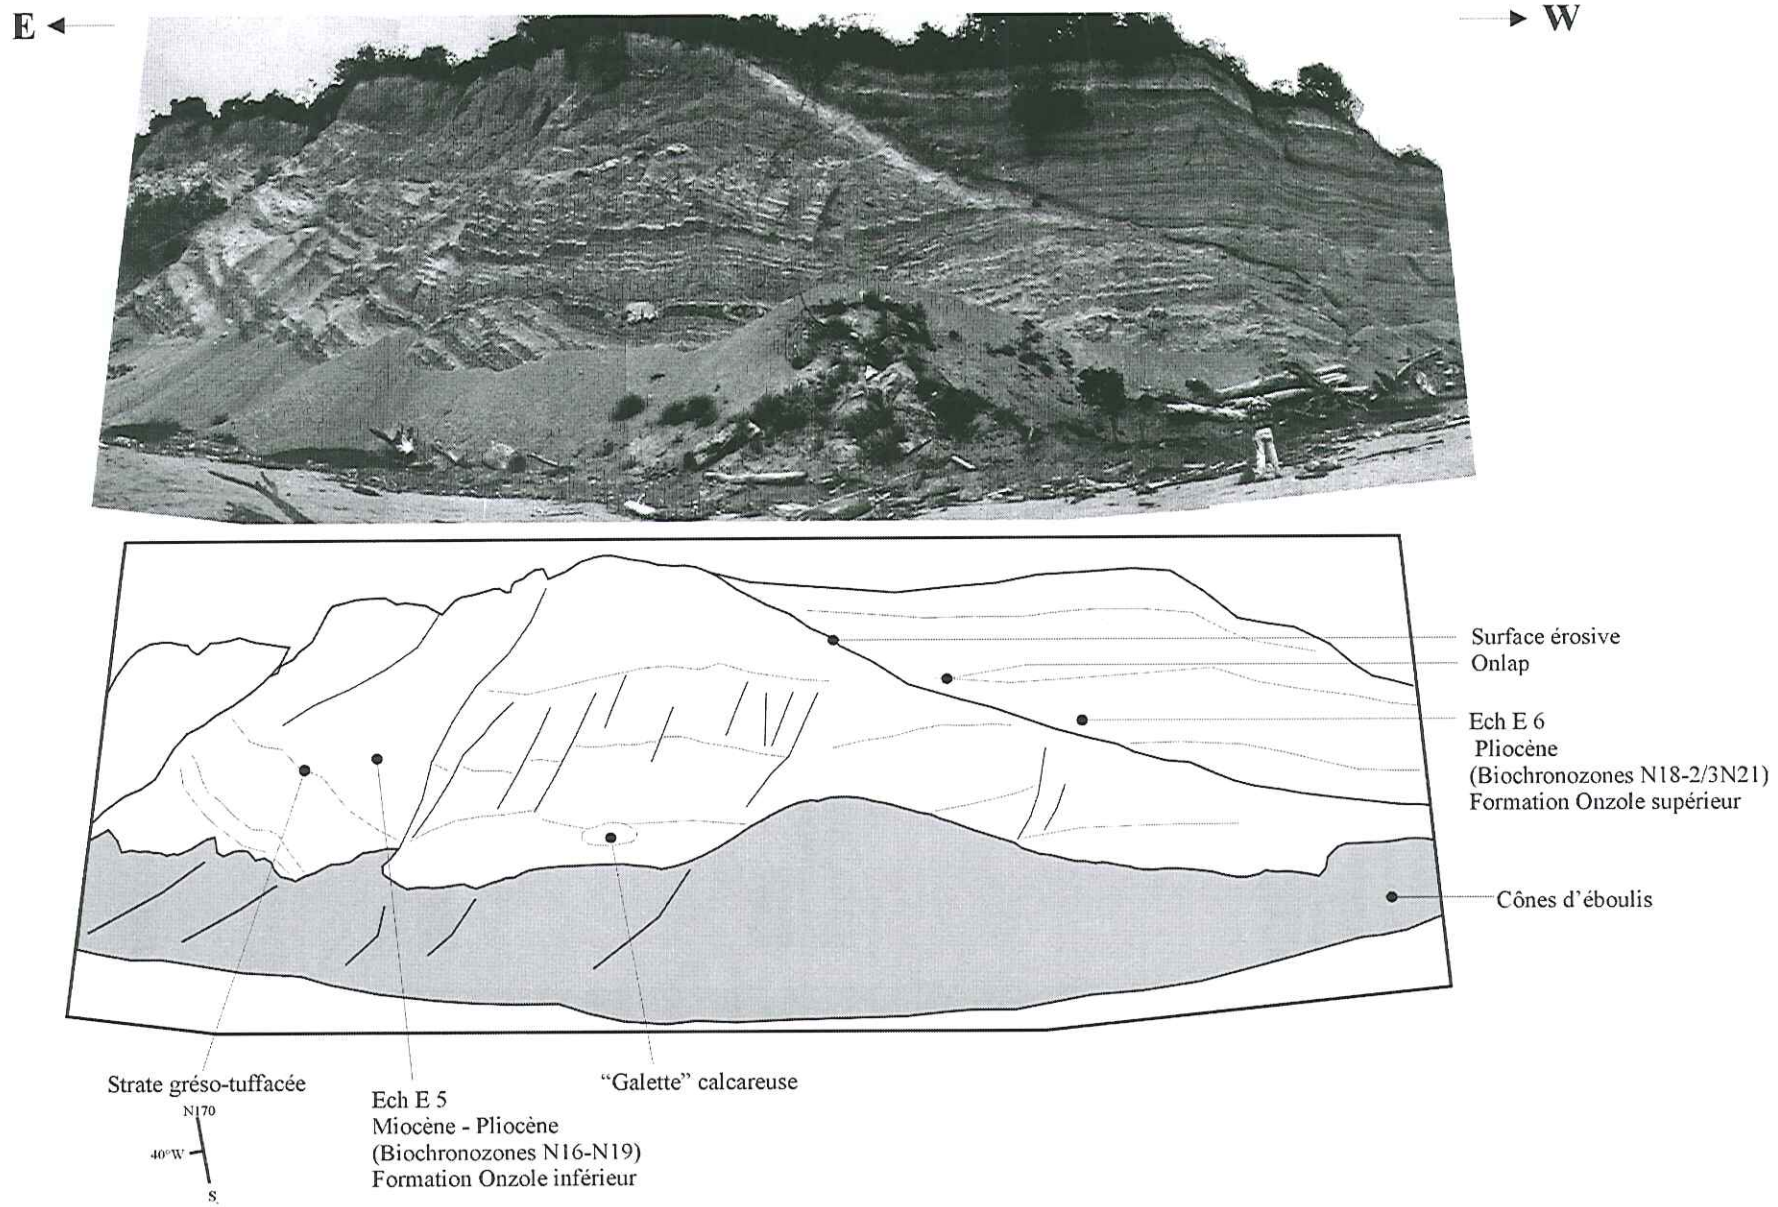 E
W
Surface érosive
Onlap
Ech E 6
Pliocène
(Biochronozones N18-2/3N21)
Formation Onzole supérieur
Cônes d'éboulis
Strate gréso-tuffacée
N170
40°W
S
Ech E 5
Miocène - Pliocène
(Biochronozones N16-N19)
Formation Onzole inférieur
“Galette” calcareuse